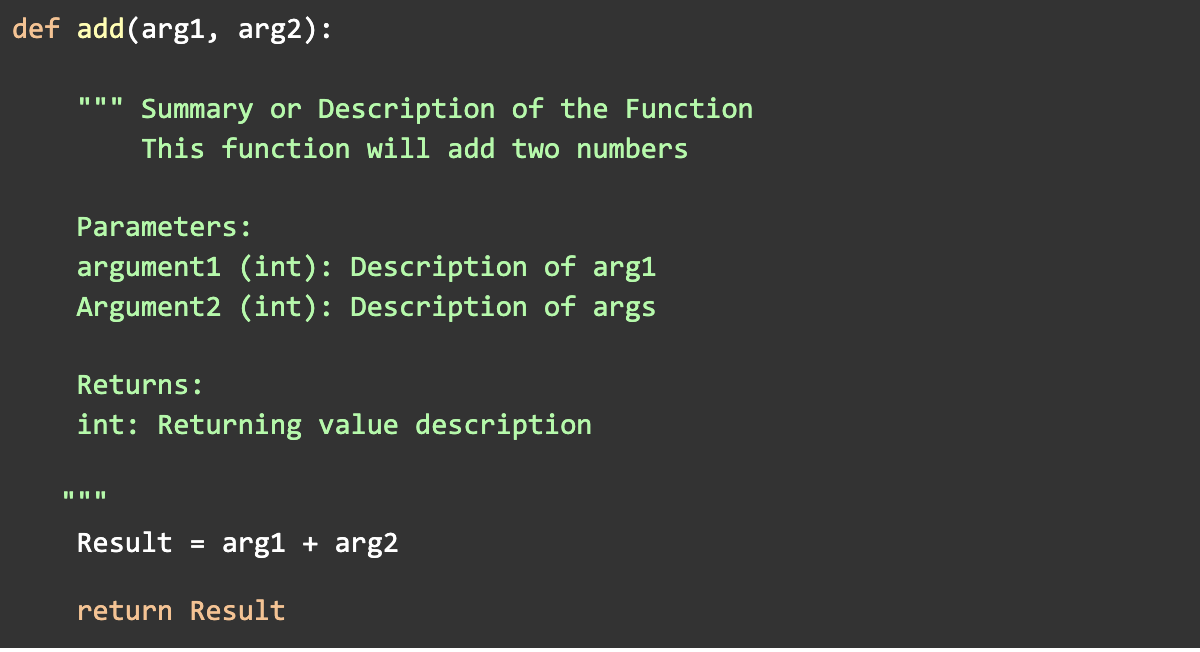 def add(arg1, arg2):
""" Summary or Description of the Function
This function will add two numbers
Parameters:
argument1 (int): Description of arg1
Argument2 (int): Description of args
Returns:
int: Returning value description
"""
Result = arg1 + arg2
return Result